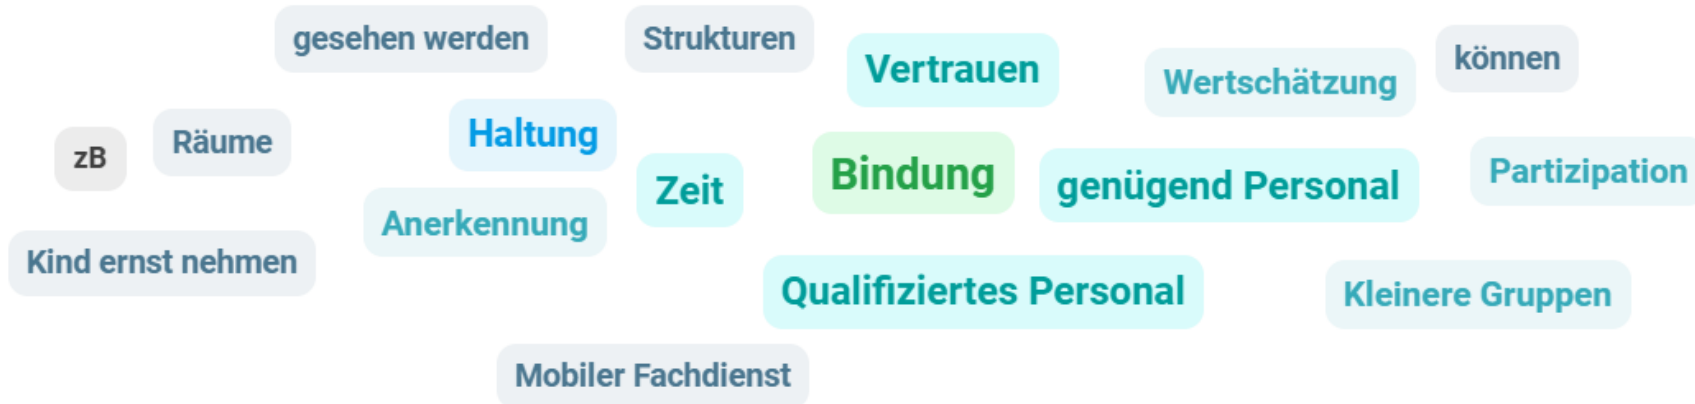 gesehen werden
Strukturen
Vertrauen
Wertschätzung
können
zB
Räume
Haltung
Zeit
Bindung
genügend Personal
Partizipation
Anerkennung
Kind ernst nehmen
Qualifiziertes Personal
Kleinere Gruppen
Mobiler Fachdienst